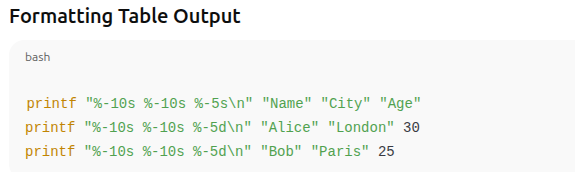 Formatting Table Output
bash
printf "%-10s %-10s %-5s\n" "Name" "City" "Age"
printf "%-10s %-10s %-5d\n" "Alice" "London" 30
printf "%-10s %-10s %-5d\n" "Bob" "Paris" 25